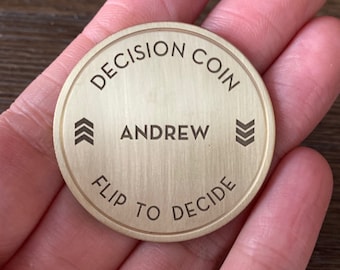 DECISION COIN
ANDREW
FLIP TO DECIDE